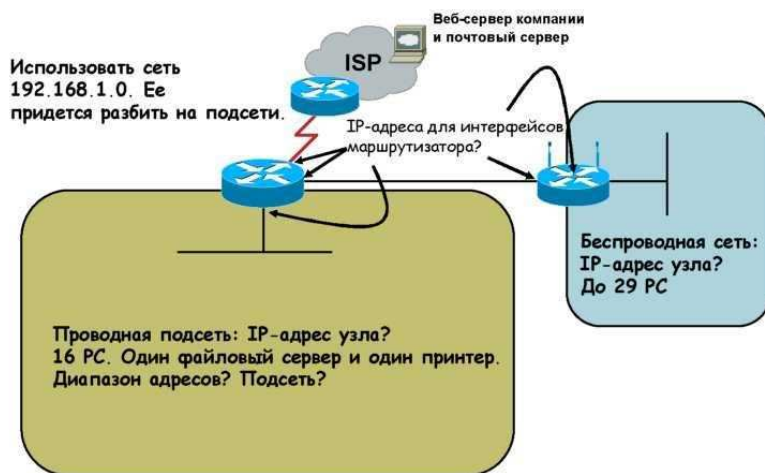 Веб-сервер компании
и почтовый сервер
ISP
Использовать сеть
192.168.1.0. Ее
придется разбить на подсети.
IP-адреса для интерфейсов
маршрутизатора?
Беспроводная сеть:
IP-адрес узла?
До 29 PC
Проводная подсеть: IP-адрес узла?
16 PC. Один файловый сервер и один принтер.
Диапазон адресов? Подсеть?